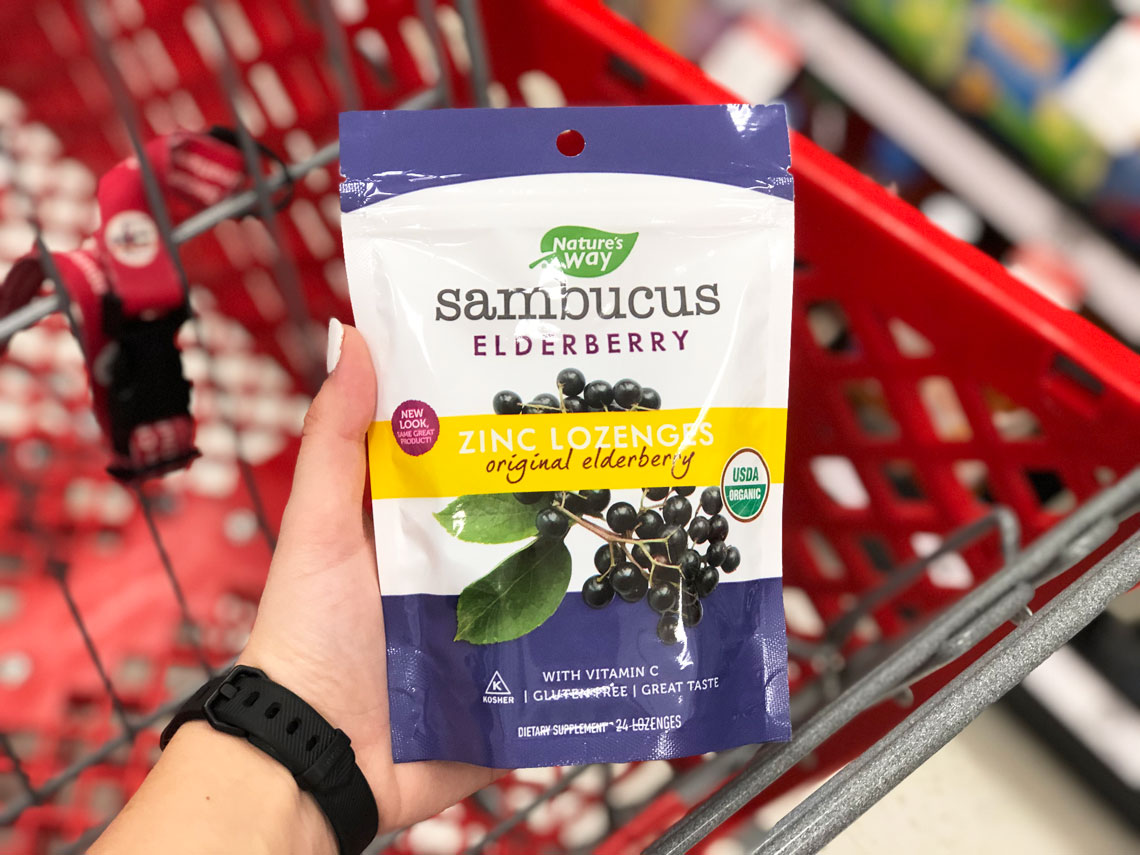 Nature's
Way
sambucus
ELDERBERRY
NEW
LOOK,
SAME GREAT
PRODUCT!
ZINC LOZENGES
original elderberry
USDA
ORGANIC
WITH VITAMIN C
K
KOSHER
| GLUTEN FREE | GREAT TASTE
DIETARY SUPPLEMENT 24 LOZENGES